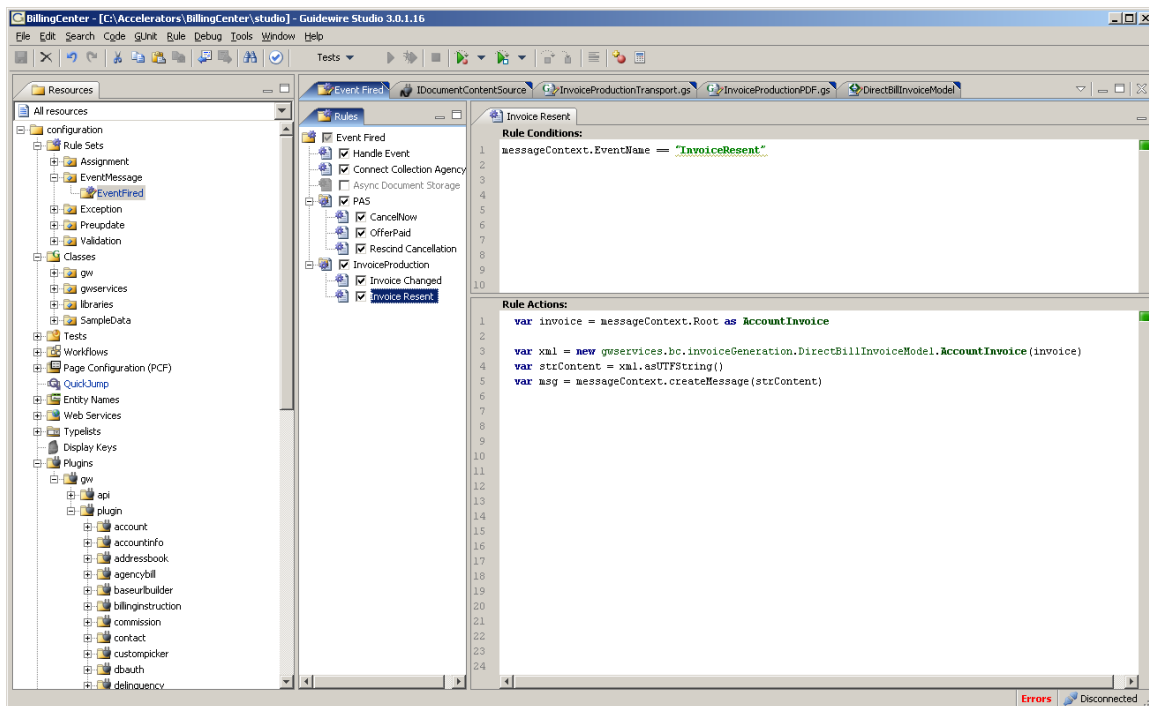 BillingCenter - [C:\Accelerators\BillingCenter\studio] - Guidewire Studio 3.0.1.16
File Edit Search Code GUnit Rule Debug Tools Window Help
Tests
Resources
All resources
configuration
Rule Sets
Assignment
EventMessage
EventFired
Exception
Preupdate
Validation
Classes
gw
gwservices
libraries
SampleData
Tests
Workflows
Page Configuration (PCF)
QuickJump
Entity Names
Web Services
Typelists
Display Keys
Plugins
gw
api
plugin
account
accountinfo
addressbook
agencybill
baseurlbuilder
billinginstruction
commission
contact
custompicker
dbauth
delinquency
Event Fired IDocumentContentSource InvoiceProductionTransport.gs InvoiceProductionPDF.gs DirectBillInvoiceModel
Rules
Event Fired
Handle Event
Connect Collection Agency
Async Document Storage
PAS
CancelNow
OfferPaid
Rescind Cancellation
InvoiceProduction
Invoice Changed
Invoice Resent
Invoice Resent
Rule Conditions:
1 messageContext.EventName == "InvoiceResent"
2
3
4
5
6
7
8
9
10
Rule Actions:
1 var invoice = messageContext.Root as AccountInvoice
2
3 var xml = new gwservices.bc.invoiceGeneration.DirectBillInvoiceModel.AccountInvoice(invoice)
4 var strContent = xml.asUTFString()
5 var msg = messageContext.createMessage(strContent)
6
7
8
9
10
11
12
13
14
15
16
17
18
19
20
21
22
23
24
Errors Disconnected